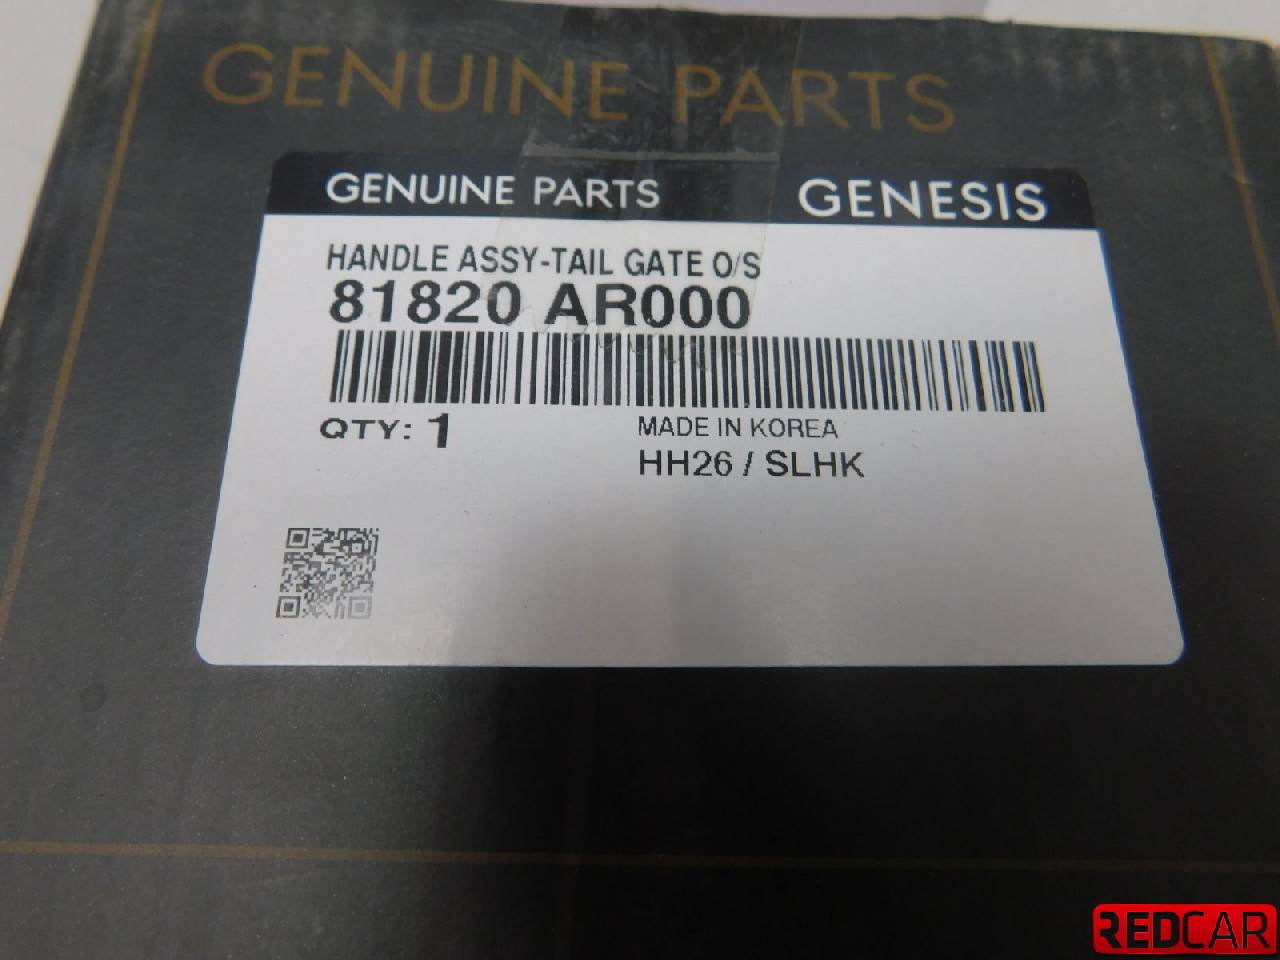 GENUINE PARTS
GENUINE PARTS GENESIS
HANDLE ASSY-TAIL GATE O/S
81820 AR000
QTY: 1
MADE IN KOREA
HH26 / SLHK
REDCAR